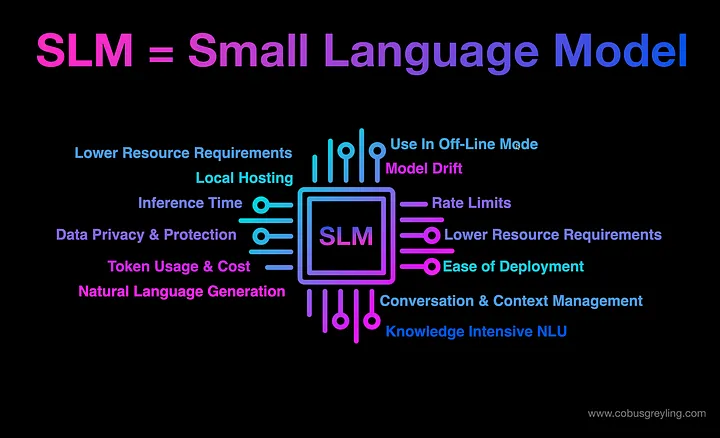 SLM = Small Language Model
Lower Resource Requirements
Local Hosting
Inference Time
Data Privacy & Protection
Token Usage & Cost
Natural Language Generation
SLM
Use In Off-Line Mode
Model Drift
Rate Limits
Lower Resource Requirements
Ease of Deployment
Conversation & Context Management
Knowledge Intensive NLU
www.cobusgreyling.com